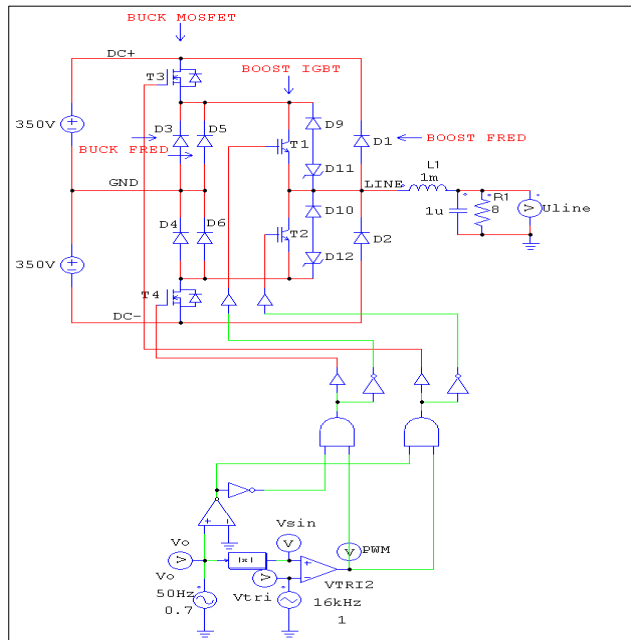 BUCK MOSFET
DC+
T3
BOOST IGBT
350V
D3
D5
D9
D1
BOOST FRED
BUCK FRED
T1
D11
L1
GND
LINE
1m
R1
D10
1u
8
V
Uline
D4
D6
T2
D2
350V
D12
T4
DC-
+
-
Vsin
Vo
V
V
PWM
V
|x|
+
Vo
V
-
VTRI2
50Hz
Vtri
16kHz
0.7
1